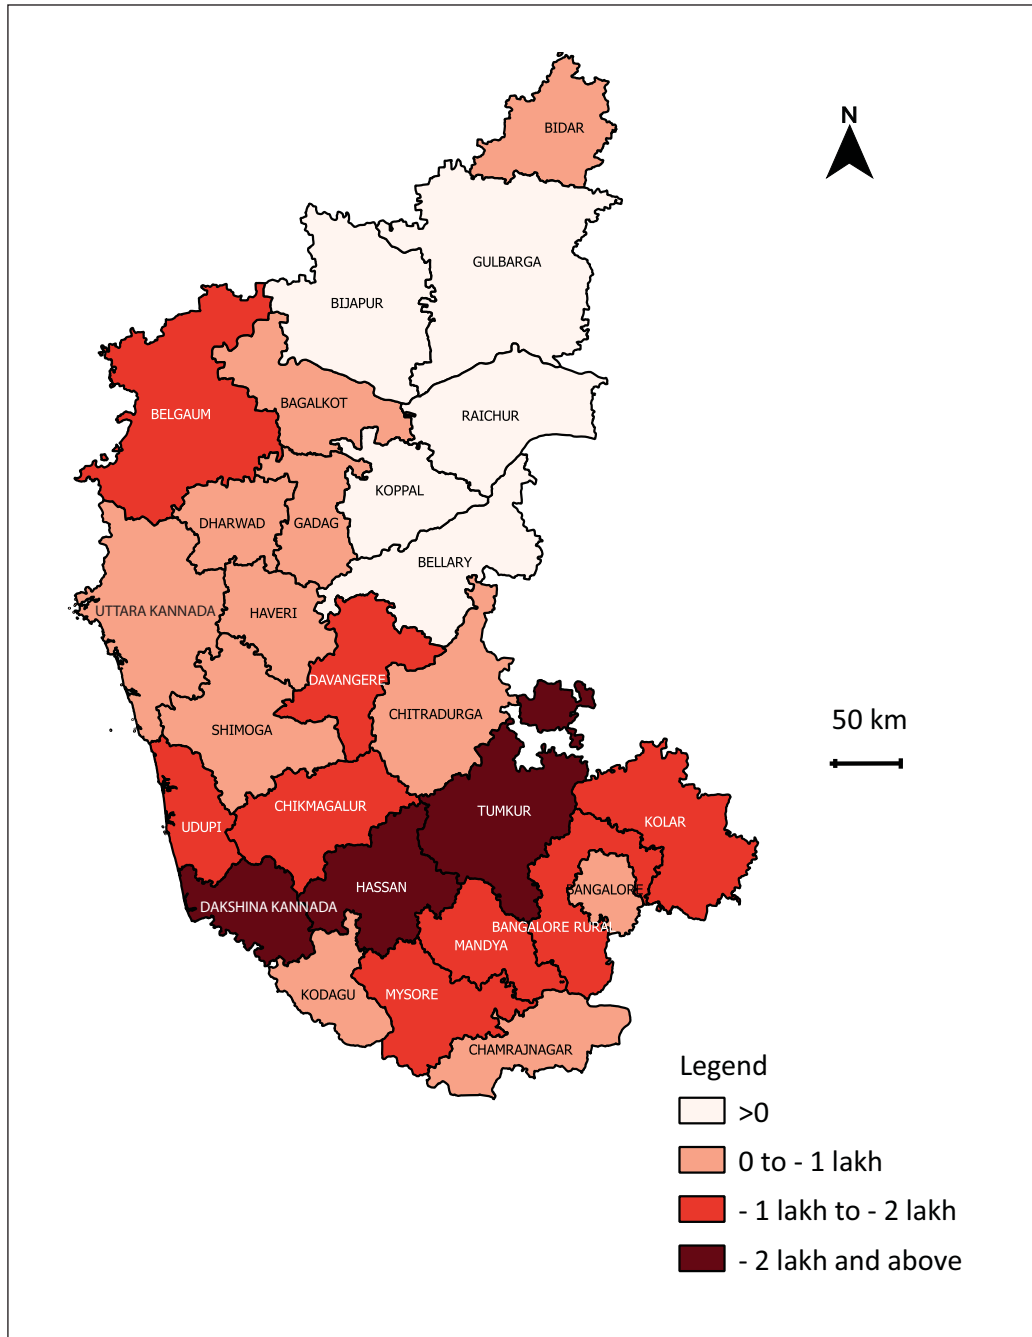 N
BIDAR
GULBARGA
BIJAPUR
BAGALKOT
BELGAUM
RAICHUR
KOPPAL
DHARWAD
GADAG
BELLARY
UTTARA KANNADA
HAVERI
DAVANGERE
CHITRADURGA
SHIMOGA
50 km
CHIKMAGALUR
TUMKUR
KOLAR
UDUPI
HASSAN
BANGALORE
DAKSHINA KANNADA
BANGALORE RURAL
MANDYA
KODAGU
MYSORE
CHAMRAJNAGAR
Legend
>0
0 to - 1 lakh
- 1 lakh to - 2 lakh
- 2 lakh and above